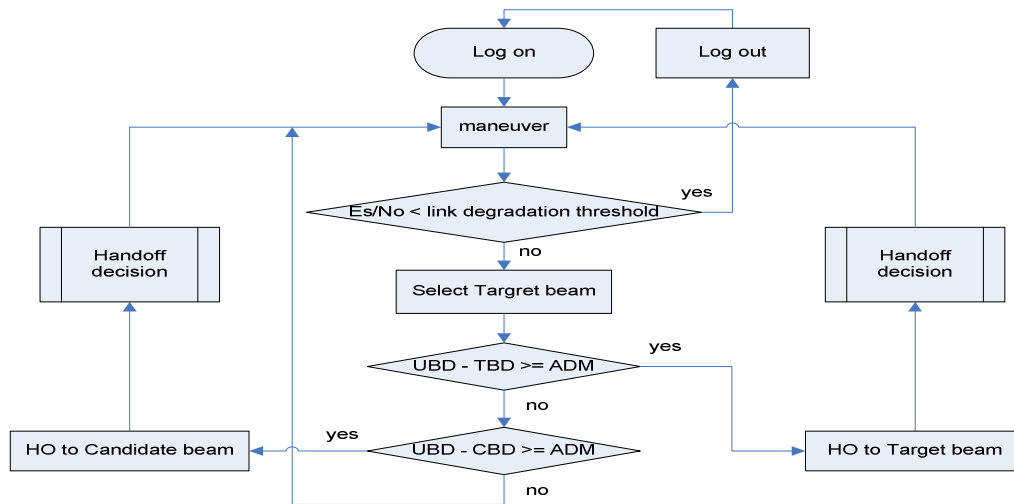 Log on
Log out
maneuver
yes
Es/No < link degradation threshold
no
Handoff
decision
Handoff
decision
Select Targret beam
yes
UBD - TBD >= ADM
no
yes
HO to Candidate beam
UBD - CBD >= ADM
HO to Target beam
no